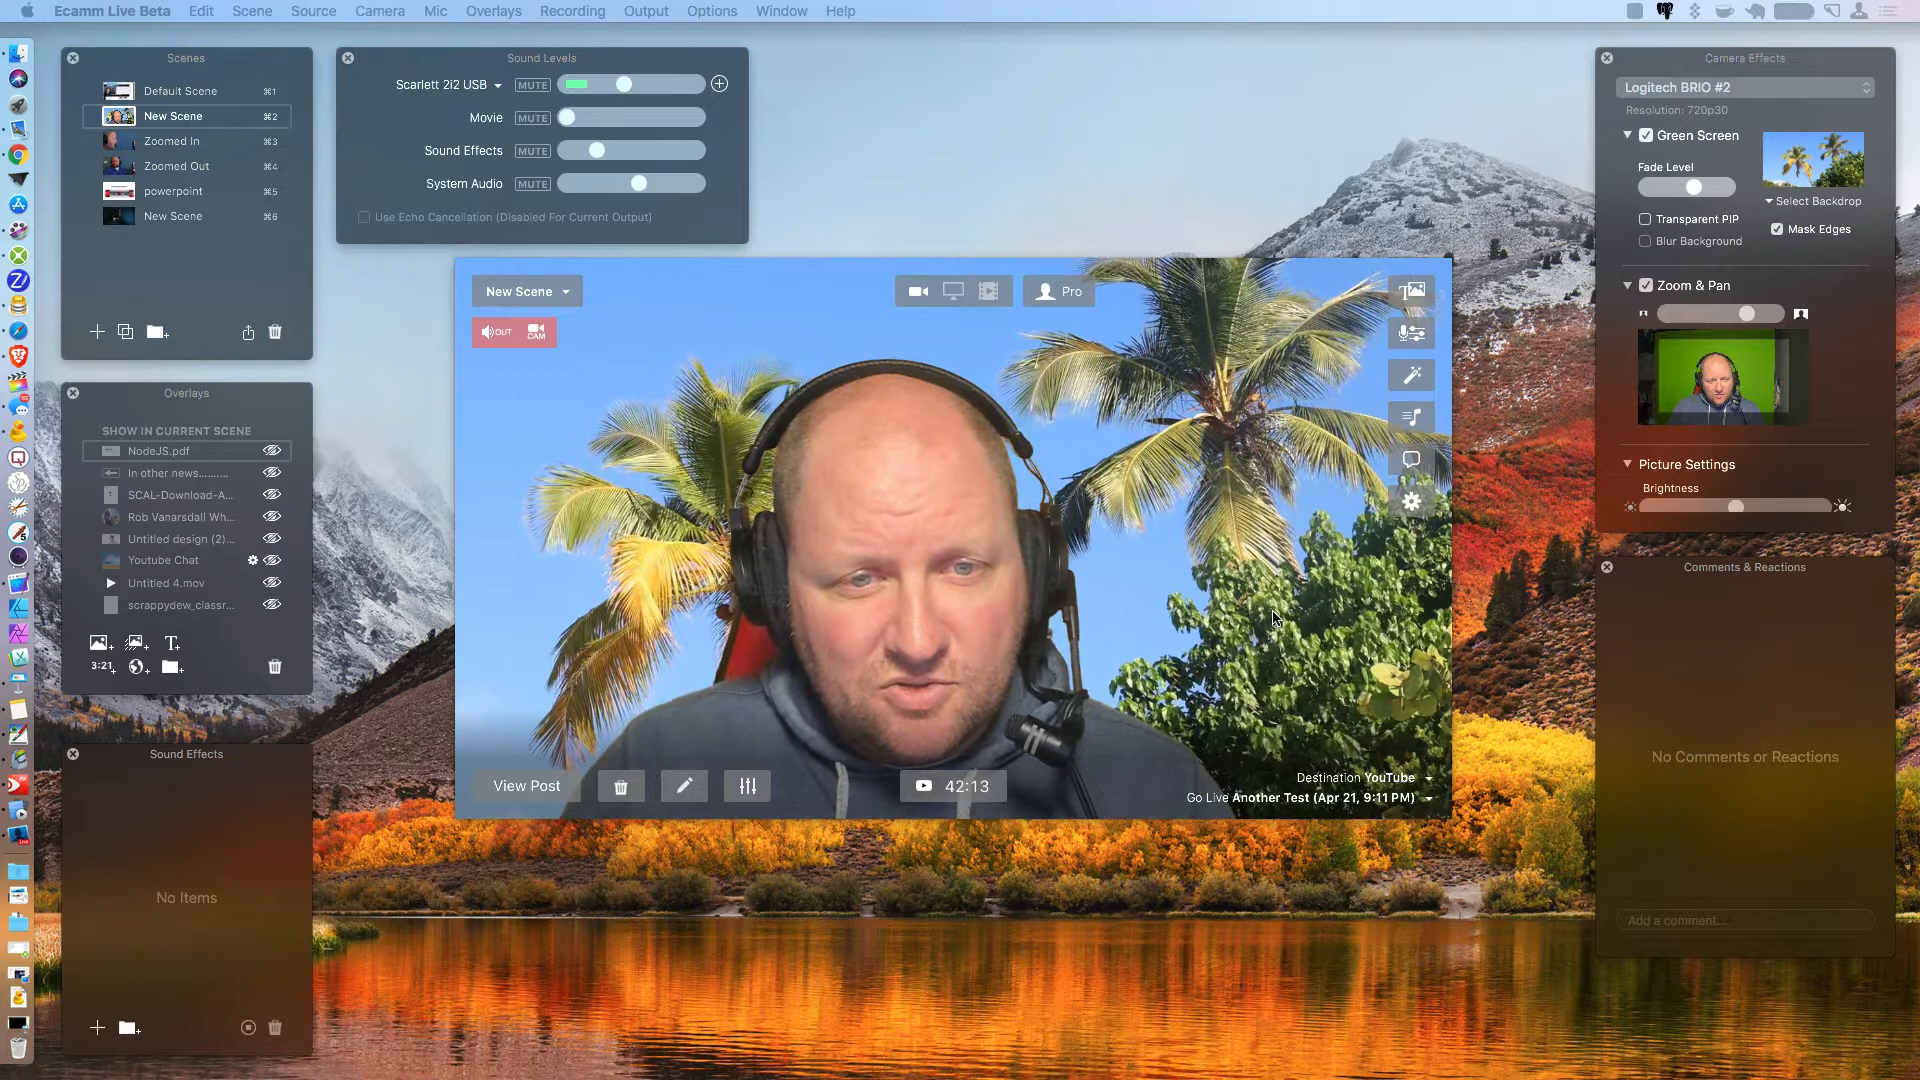 Ecamm Live Beta Edit Scene Source Camera Mic Overlays Recording Output Options Window Help
Scenes
Default Scene ⌘1
New Scene ⌘2
Zoomed In ⌘3
Zoomed Out ⌘4
powerpoint ⌘5
New Scene ⌘6
Sound Levels
Scarlett 2i2 USB MUTE
Movie MUTE
Sound Effects MUTE
System Audio MUTE
Use Echo Cancellation (Disabled For Current Output)
Overlays
SHOW IN CURRENT SCENE
NodeJS.pdf
In other news..........
SCAL-Download-A...
Rob Vanarsdall Wh...
Untitled design (2)...
Youtube Chat
Untitled 4.mov
scrappydew_classr...
3:21
Sound Effects
No Items
New Scene
Pro
OUT CAM
View Post
42:13
Destination YouTube
Go Live Another Test (Apr 21, 9:11 PM)
Camera Effects
Logitech BRIO #2
Resolution: 720p30
Green Screen
Fade Level
Select Backdrop
Transparent PIP
Mask Edges
Blur Background
Zoom & Pan
Picture Settings
Brightness
Comments & Reactions
No Comments or Reactions
Add a comment...